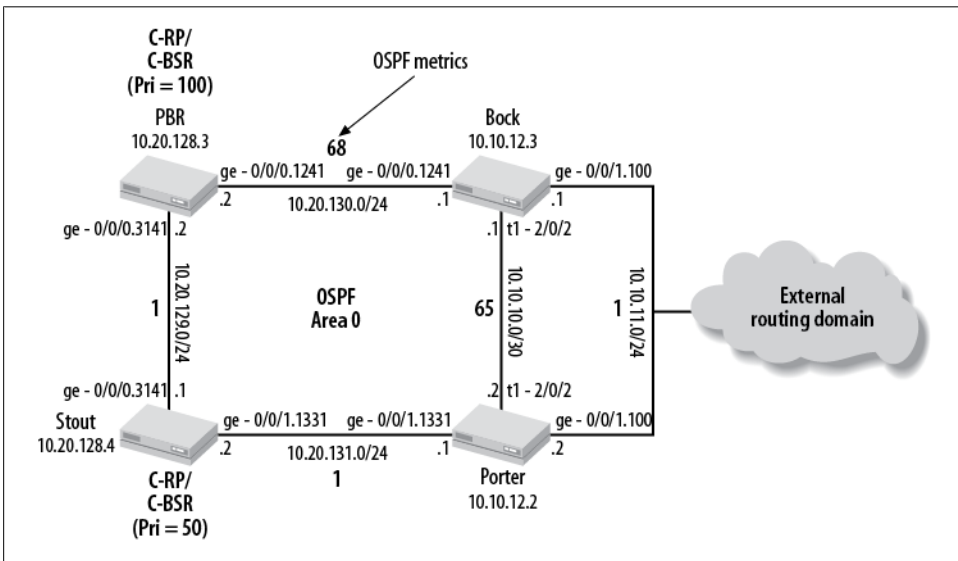 C-RP/
C-BSR
(Pri = 100)
OSPF metrics
PBR
10.20.128.3
Bock
10.10.12.3
68
ge - 0/0/0.1241
ge - 0/0/0.1241
ge - 0/0/1.100
.2
10.20.130.0/24
.1
.1
ge - 0/0/0.3141
.2
.1
t1 - 2/0/2
1
10.20.129.0/24
OSPF
Area 0
65
10.10.10.0/30
1
10.10.11.0/24
External
routing domain
ge - 0/0/0.3141
.1
.2
t1 - 2/0/2
Stout
10.20.128.4
ge - 0/0/1.1331
ge - 0/0/1.1331
ge - 0/0/1.100
.2
10.20.131.0/24
.1
.2
1
C-RP/
C-BSR
(Pri = 50)
Porter
10.10.12.2